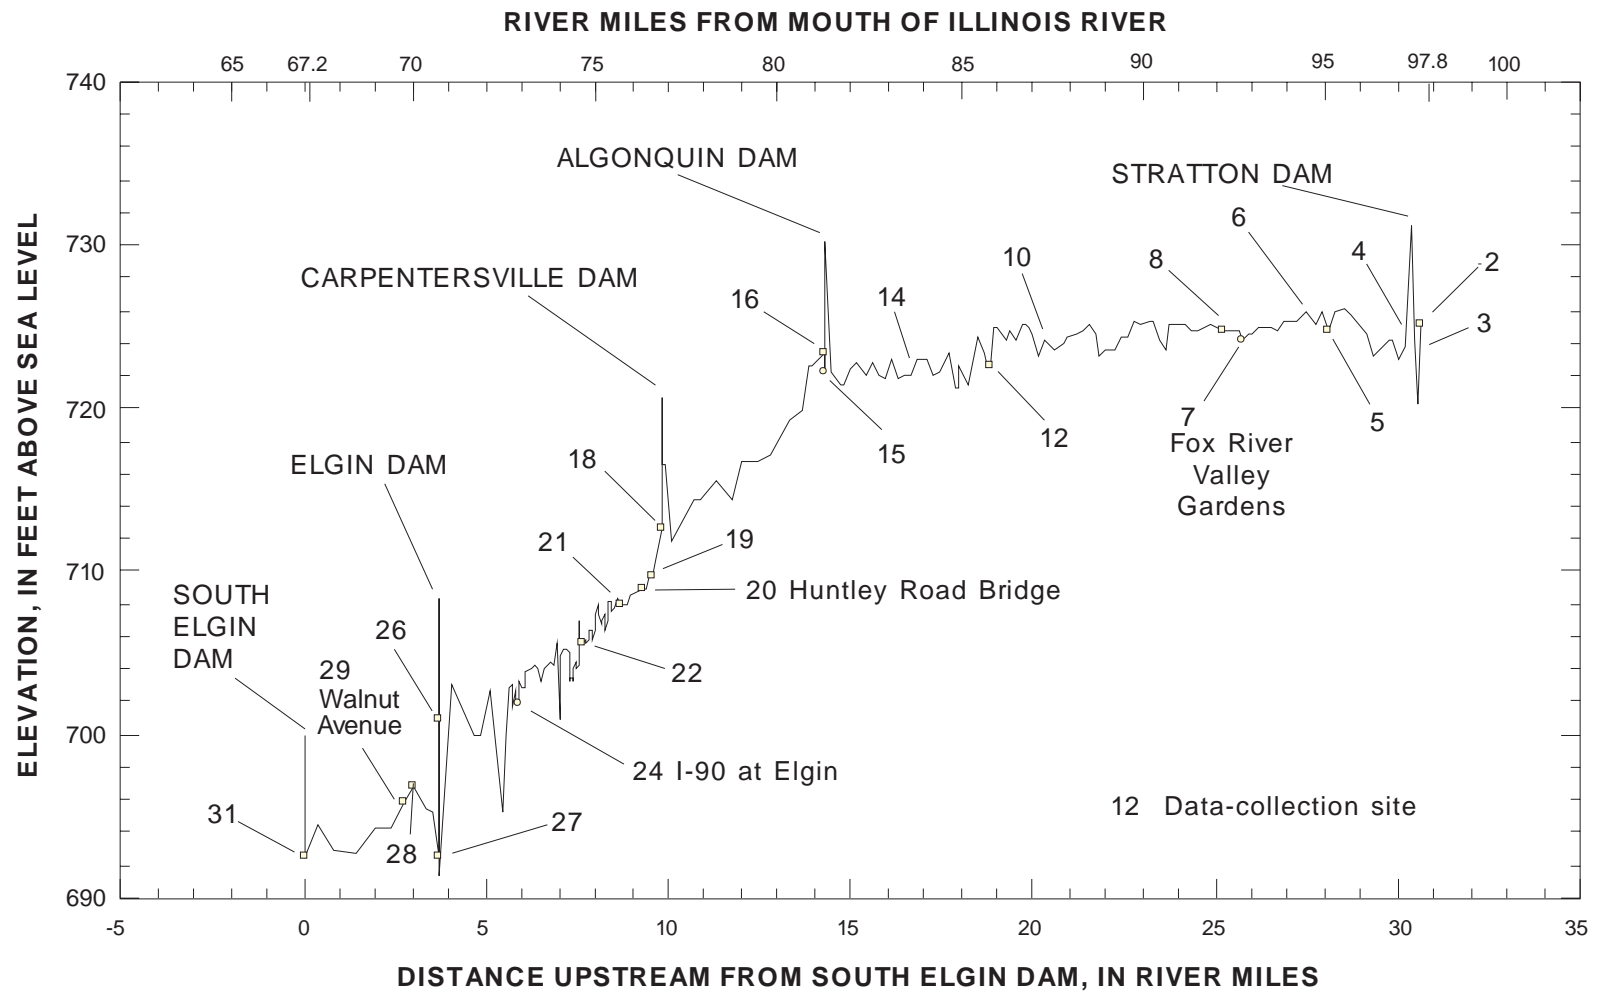 RIVER MILES FROM MOUTH OF ILLINOIS RIVER
65 67.2 70 75 80 85 90 95 97.8 100
740
730
720
710
700
690
ELEVATION, IN FEET ABOVE SEA LEVEL
ALGONQUIN DAM
STRATTON DAM
CARPENTERSVILLE DAM
ELGIN DAM
SOUTH
ELGIN
DAM
6
4
2
3
8
10
14
16
15
12
7
Fox River
Valley
Gardens
5
18
19
21
20 Huntley Road Bridge
22
26
29
Walnut
Avenue
24 I-90 at Elgin
31
28
27
12 Data-collection site
-5 0 5 10 15 20 25 30 35
DISTANCE UPSTREAM FROM SOUTH ELGIN DAM, IN RIVER MILES